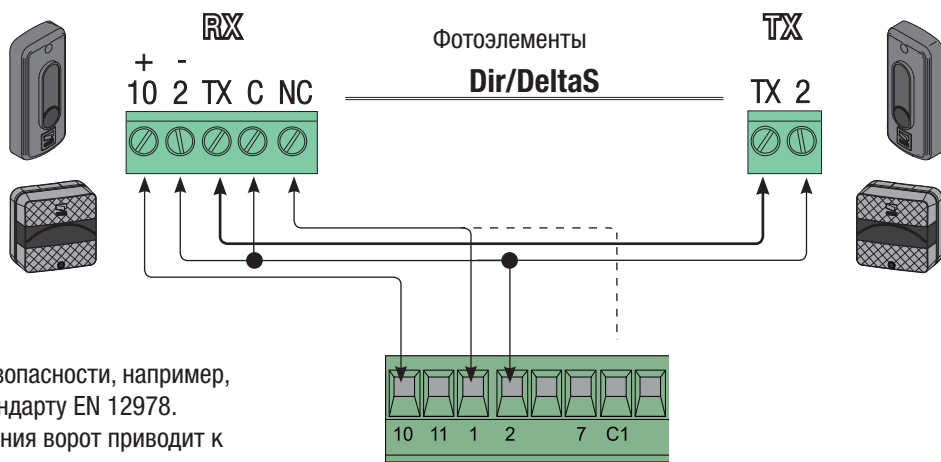 RX
Фотоэлементы
TX
Dir/DeltaS
+ -
10 2 TX C NC
TX 2
зопасности, например,
ндарту EN 12978.
ния ворот приводит к
10 11 1 2 7 C1